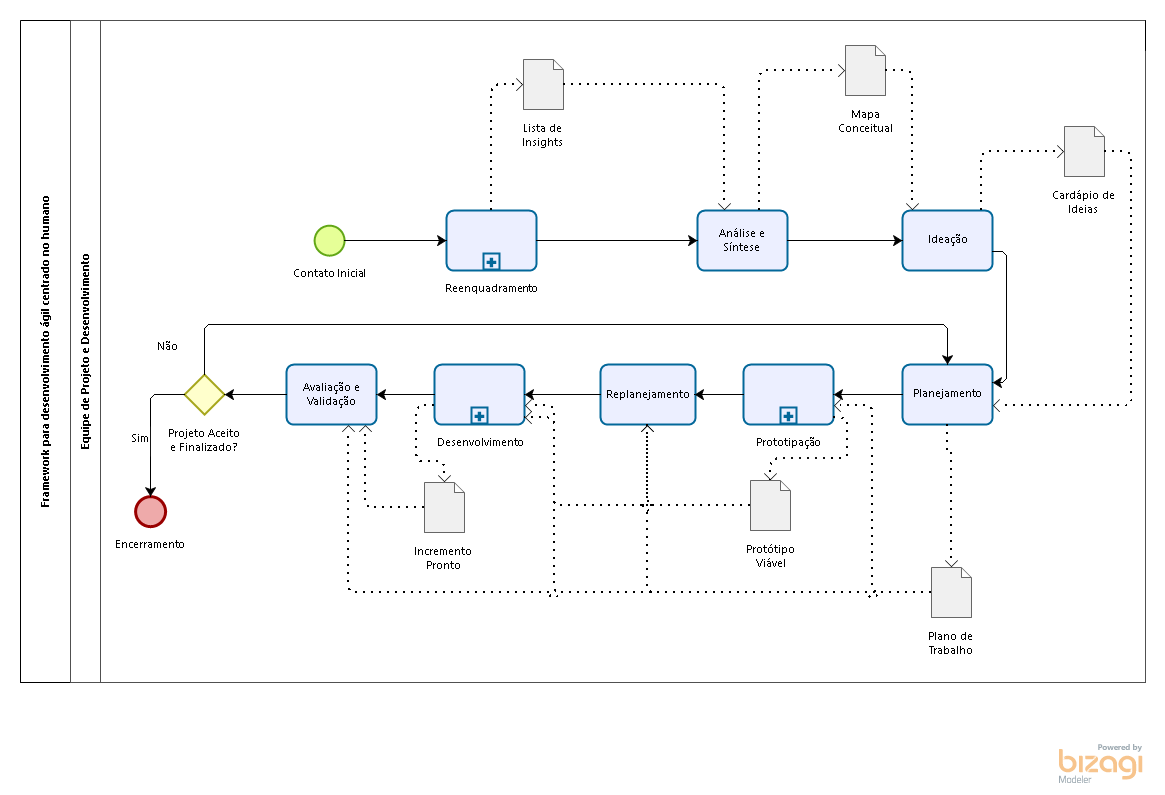 Framework para desenvolvimento ágil centrado no humano
Equipe de Projeto e Desenvolvimento
Lista de
Insights
Mapa
Conceitual
Cardápio de
Ideias
Contato Inicial
Reenquadramento
Análise e
Síntese
Ideação
Não
Sim
Projeto Aceito
e Finalizado?
Avaliação e
Validação
Desenvolvimento
Replanejamento
Prototipação
Planejamento
Encerramento
Incremento
Pronto
Protótipo
Viável
Plano de
Trabalho
Powered by
bizagi
Modeler